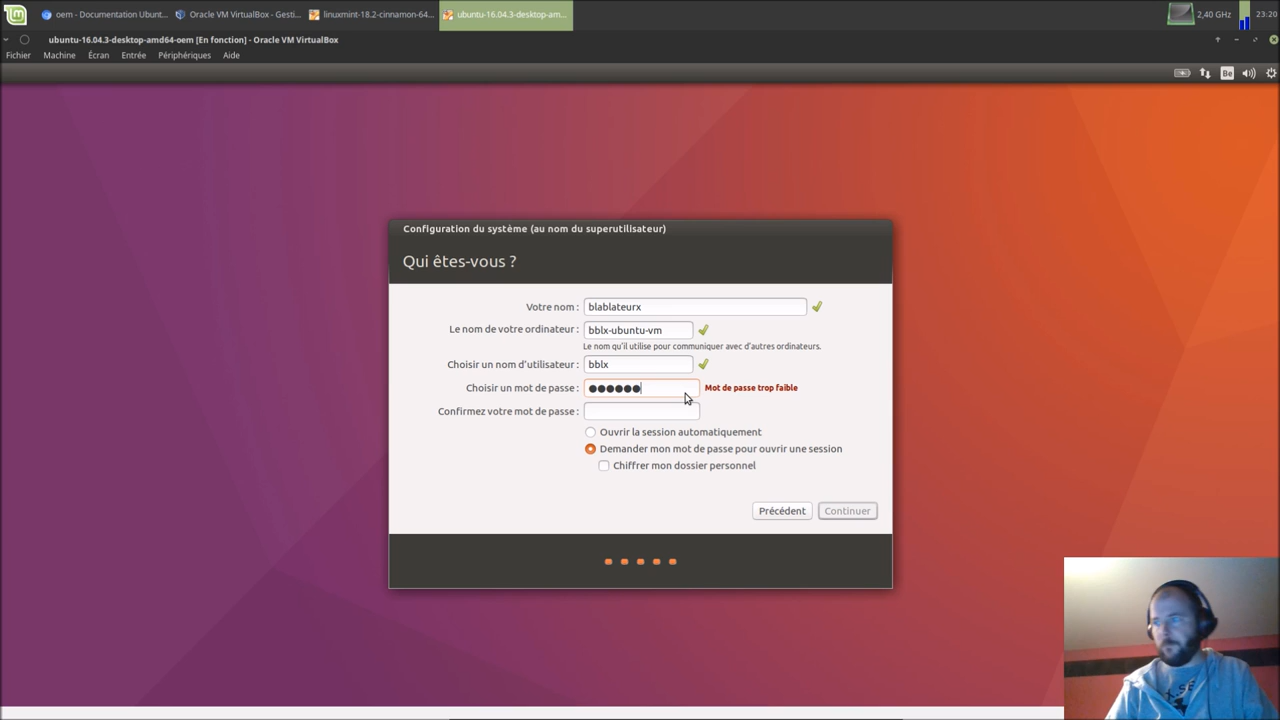 oem - Documentation Ubunt...
Oracle VM VirtualBox - Gesti...
linuxmint-18.2-cinnamon-64...
ubuntu-16.04.3-desktop-am...
2,40 GHz
23:20
ubuntu-16.04.3-desktop-amd64-oem [En fonction] - Oracle VM VirtualBox
Fichier Machine Écran Entrée Périphériques Aide
Be
Configuration du système (au nom du superutilisateur)
Qui êtes-vous ?
Votre nom : blablateurx
Le nom de votre ordinateur : bblx-ubuntu-vm
Le nom qu'il utilise pour communiquer avec d'autres ordinateurs.
Choisir un nom d'utilisateur : bblx
Choisir un mot de passe : ●●●●●● Mot de passe trop faible
Confirmez votre mot de passe :
Ouvrir la session automatiquement
Demander mon mot de passe pour ouvrir une session
Chiffrer mon dossier personnel
Précédent Continuer